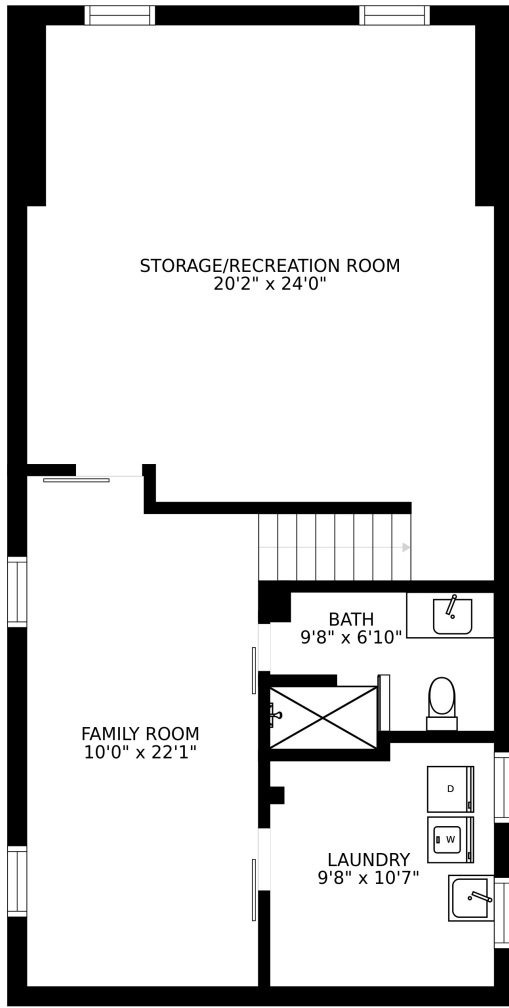 STORAGE/RECREATION ROOM
20'2" x 24'0"
BATH
9'8" x 6'10"
FAMILY ROOM
10'0" x 22'1"
D
W
LAUNDRY
9'8" x 10'7"